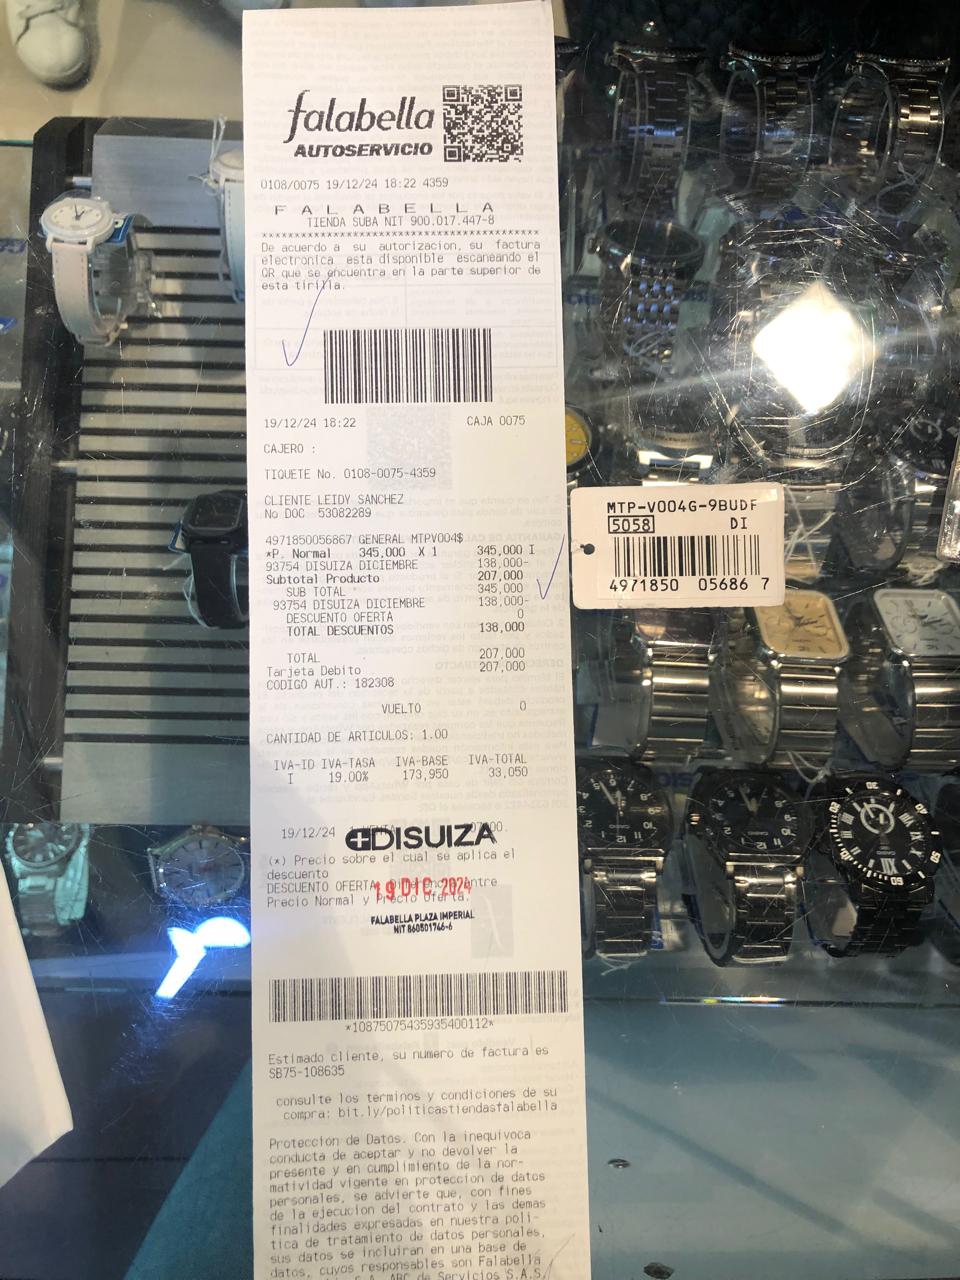 falabella
AUTOSERVICIO
0108/0075 19/12/24 18:22 4359
F A L A B E L L A
TIENDA SUBA NIT 900.017.447-8
De acuerdo a su autorizacion, su factura
electronica esta disponible escaneando el
QR que se encuentra en la parte superior de
esta tirilla.
19/12/24 18:22 CAJA 0075
CAJERO :
TIQUETE No. 0108-0075-4359
CLIENTE LEIDY SANCHEZ
No DOC 53082289
4971850056867 GENERAL MTPV004$
*P. Normal 345,000 X 1 345,000 I
93754 DISUIZA DICIEMBRE 138,000-
Subtotal Producto 207,000
SUB TOTAL 345,000
93754 DISUIZA DICIEMBRE 138,000-
DESCUENTO OFERTA 0
TOTAL DESCUENTOS 138,000
TOTAL 207,000
Tarjeta Debito 207,000
CODIGO AUT.: 182308
VUELTO 0
CANTIDAD DE ARTICULOS: 1.00
IVA-ID IVA-TASA IVA-BASE IVA-TOTAL
I 19.00% 173,950 33,050
19/12/24
DISUIZA
(*) Precio sobre el cual se aplica el
descuento
DESCUENTO OFERTA: Diferencia entre
19 DIC 2024
Precio Normal y Precio Oferta.
FALABELLA PLAZA IMPERIAL
NIT 860501746-6
*10875075435935400112*
Estimado cliente, su numero de factura es
SB75-108635
consulte los terminos y condiciones de su
compra: bit.ly/politicastiendasfalabella
Proteccion de Datos. Con la inequivoca
conducta de aceptar y no devolver la
presente y en cumplimiento de la nor-
matividad vigente en proteccion de datos
personales, se advierte que, con fines
de la ejecucion del contrato y las demas
finalidades expresadas en nuestra poli-
tica de tratamiento de datos personales,
sus datos se incluiran en una base de
datos, cuyos responsables son Falabella
S.A. ABC de Servicios S.A.S,
MTP-V004G-9BUDF
5058 DI
4971850 05686 7